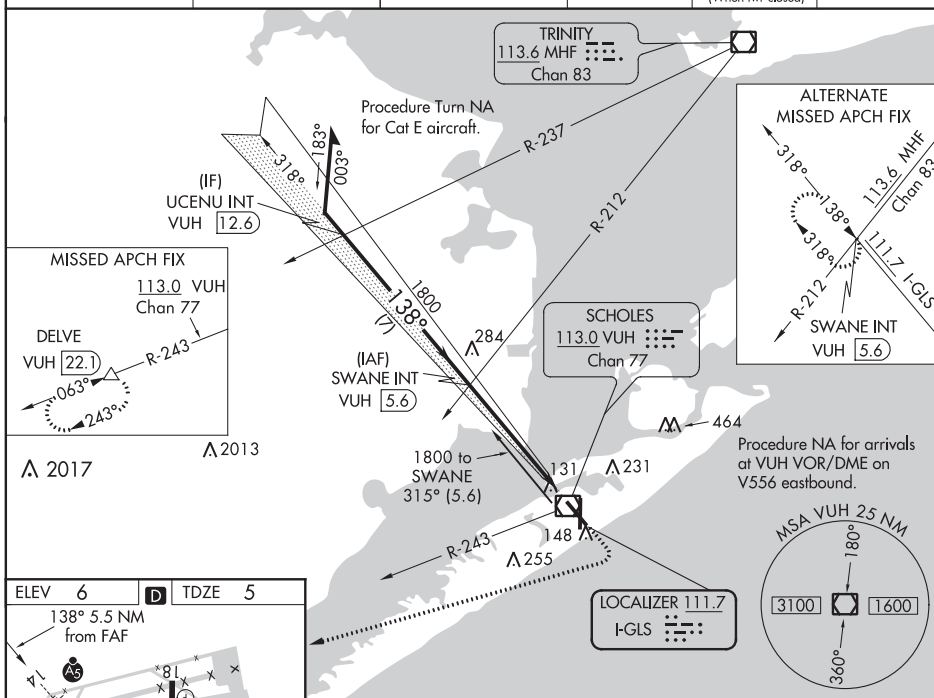 (When twr closed)
TRINITY
113.6 MHF
Chan 83
Procedure Turn NA
for Cat E aircraft.
R-237
R-212
183°
003°
318°
(IF)
UCENU INT
VUH 12.6
1800
138°
(7)
284
(IAF)
SWANE INT
VUH 5.6
1800 to
SWANE
315° (5.6)
ALTERNATE
MISSED APCH FIX
318°
138°
318°
113.6 MHF
Chan 83
111.7 I-GLS
R-212
SWANE INT
VUH 5.6
MISSED APCH FIX
113.0 VUH
Chan 77
DELVE
VUH 22.1
R-243
063°
243°
2013
2017
SCHOLES
113.0 VUH
Chan 77
464
131
231
148
255
R-243
Procedure NA for arrivals
at VUH VOR/DME on
V556 eastbound.
MSA VUH 25 NM
180°
3100
1600
360°
LOCALIZER 111.7
I-GLS
ELEV 6 D TDZE 5
138° 5.5 NM
from FAF
14
A5
18